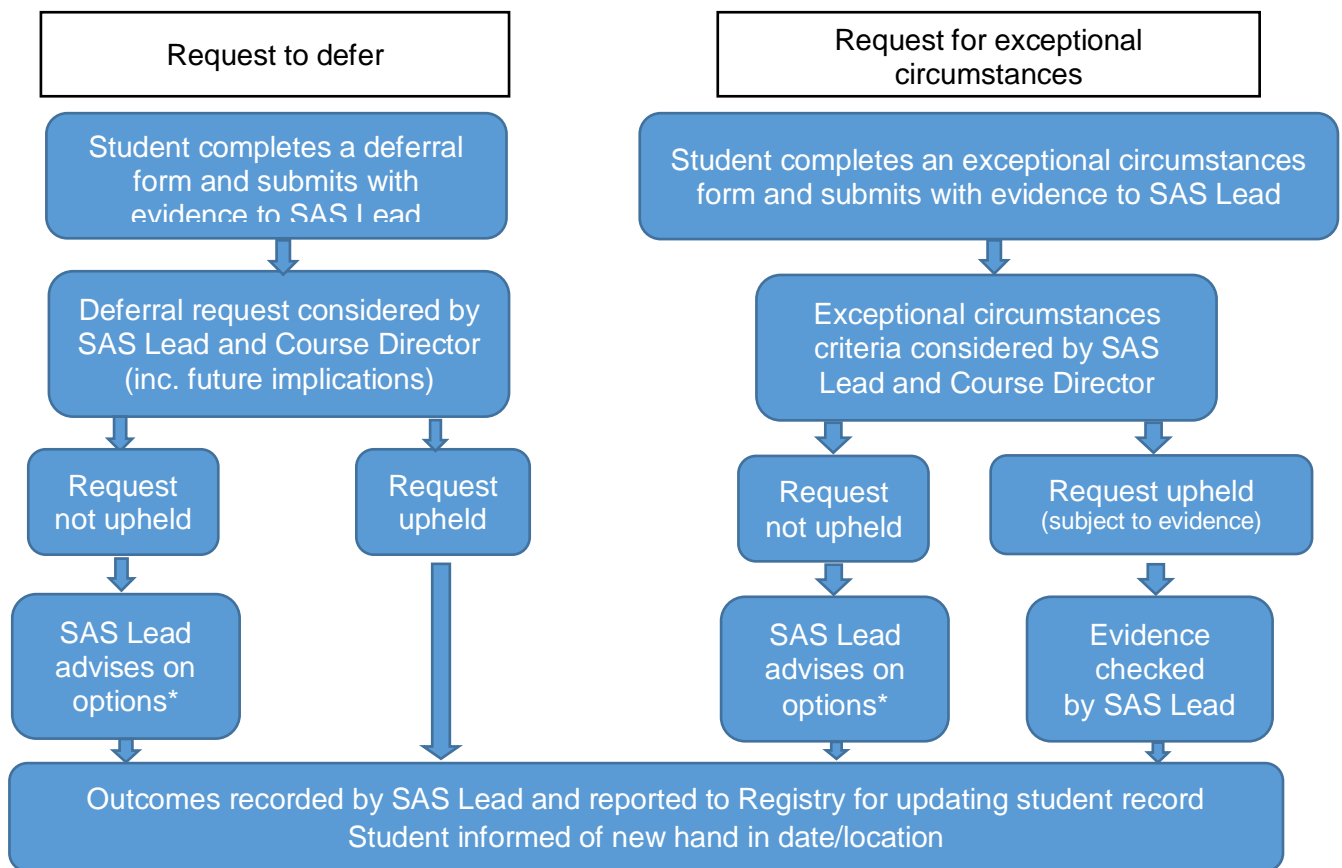 Request to defer
Request for exceptional
circumstances
Student completes a deferral
form and submits with
evidence to SAS Lead
Student completes an exceptional circumstances
form and submits with evidence to SAS Lead
Deferral request considered by
SAS Lead and Course Director
(inc. future implications)
Exceptional circumstances
criteria considered by SAS
Lead and Course Director
Request
not upheld
Request
upheld
Request
not upheld
Request upheld
(subject to evidence)
SAS Lead
advises on
options*
SAS Lead
advises on
options*
Evidence
checked
by SAS Lead
Outcomes recorded by SAS Lead and reported to Registry for updating student record
Student informed of new hand in date/location